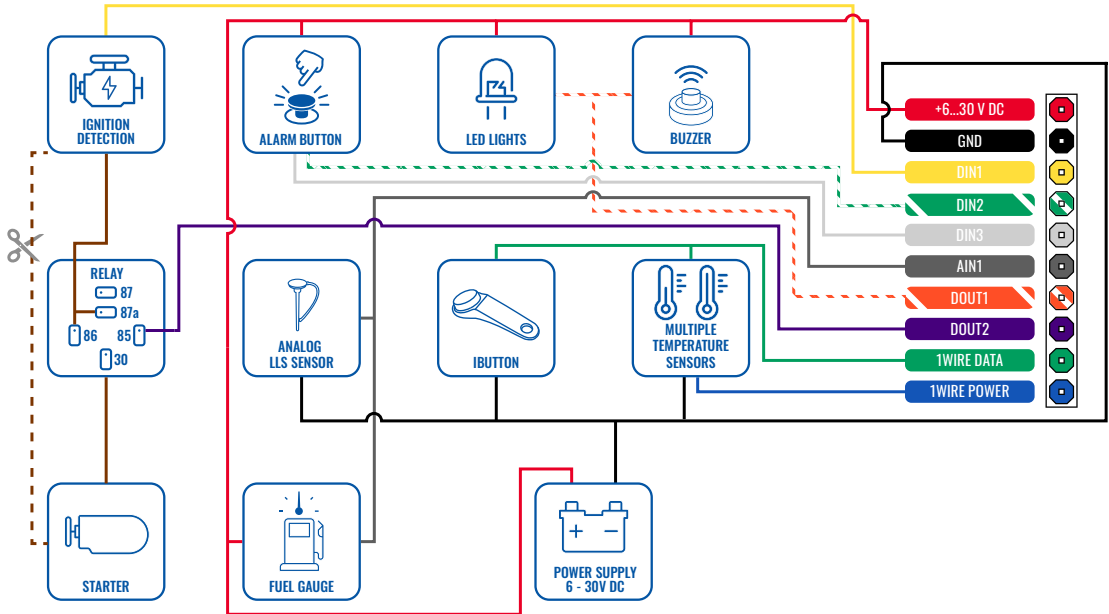 IGNITION
DETECTION
ALARM BUTTON
LED LIGHTS
BUZZER
+6...30 V DC
GND
DIN1
DIN2
DIN3
AIN1
DOUT1
DOUT2
1WIRE DATA
1WIRE POWER
RELAY
87
87a
86
85
30
ANALOG
LLS SENSOR
IBUTTON
MULTIPLE
TEMPERATURE
SENSORS
STARTER
FUEL GAUGE
POWER SUPPLY
6 - 30V DC